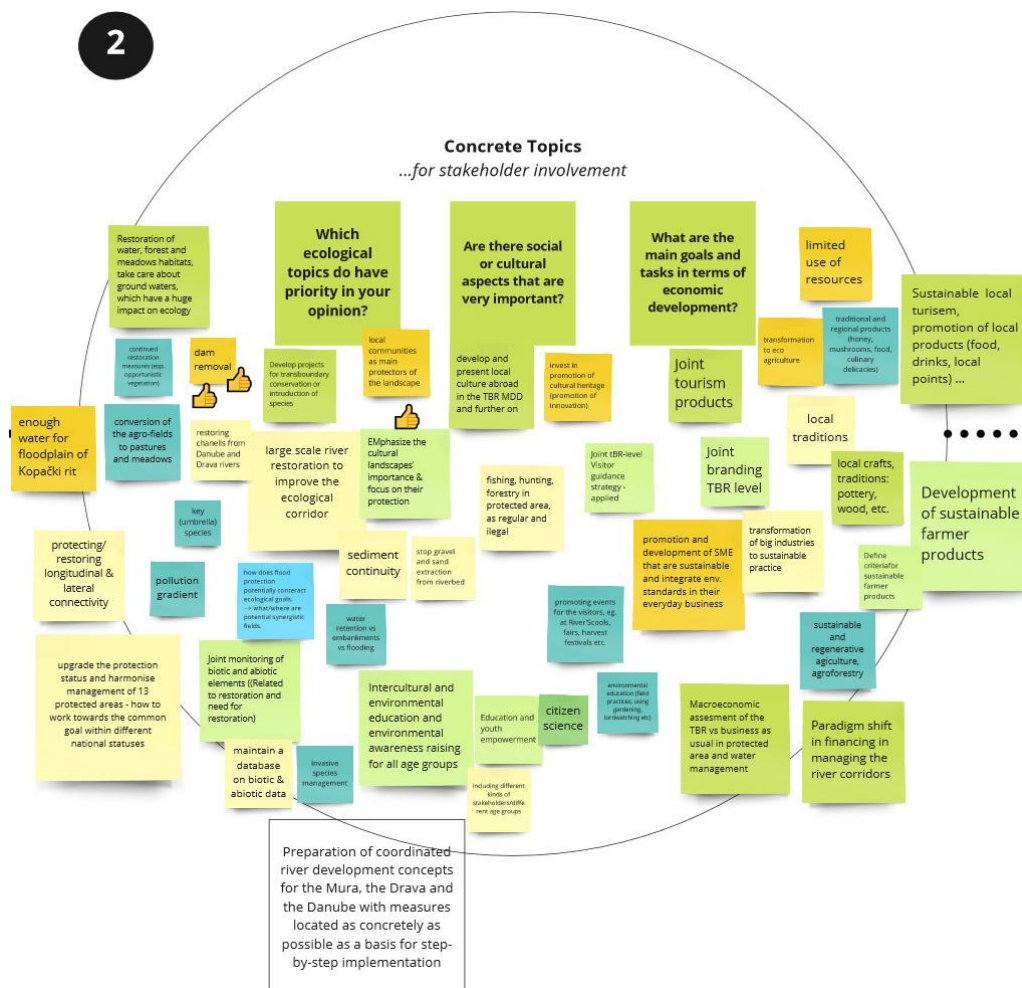 2
Concrete Topics
...for stakeholder involvement
Restoration of
water, forest and
meadows habitats,
take care about
ground waters,
which have a huge
impact on ecology
Which
ecological
topics do have
priority in your
opinion?
Are there social
or cultural
aspects that are
very important?
What are the
main goals and
tasks in terms of
economic
development?
limited
use of
resources
Sustainable local
turisem,
promotion of local
products (food,
drinks, local
points) ...
continued
restoration
measures (esp.
opportunistic
vegetation)
dam
removal
Develop projects
for transboundary
conservation or
intruduction of
species
local
communities
as main
protectors of
the landscape
develop and
present local
culture abroad
in the TBR MDD
and further on
invest in
promotion of
cultural heritage
(promotion of
innovation)
Joint
tourism
products
transformation
to eco
agriculture
traditional and
regional products
(honey,
mushrooms, food,
culinary
delicacies)
enough
water for
floodplain of
Kopački rit
conversion of
the agro-fields
to pastures
and meadows
restoring
chanells from
Danube and
Drava rivers
large scale river
restoration to
improve the
ecological
corridor
EMphasize the
cultural
landscapes'
importance &
focus on their
protection
fishing, hunting,
forestry in
protected area,
as regular and
ilegal
Joint tBR-level
Visitor
guidance
strategy -
applied
Joint
branding
TBR level
local
traditions
local crafts,
traditions:
pottery,
wood, etc.
Development
of sustainable
farmer
products
key
(umbrella)
species
protecting/
restoring
longitudinal &
lateral
connectivity
pollution
gradient
how does flood
protection
potentially conteract
ecological goals.
--> what/where are
potential synergistic
fields.
sediment
continuity
stop gravel
and sand
extraction
from riverbed
water
retention vs
embankments
vs flooding
promotion and
development of SME
that are sustainable
and integrate env.
standards in their
everyday business
transformation
of big industries
to sustainable
practice
Define
criteriafor
sustainable
farmer
products
promoting events
for the visitors, eg.
at River'Scools,
fairs, harvest
festivals etc.
sustainable
and
regenerative
agiculture,
agroforestry
upgrade the protection
status and harmonise
management of 13
protected areas - how
to work towards the
common goal within
different national
statuses
Joint monitoring of
biotic and abiotic
elements ((Related to
restoration and
need for
restoration)
Intercultural and
environmental
education and
environmental
awareness raising
for all age groups
Education and
youth
empowerment
citizen
science
environmental
education (field
practices, using
gardening,
birdwatching etc)
Macroeconomic
assesment of the
TBR vs business as
usual in protected
area and water
management
Paradigm shift
in financing in
managing the
river corridors
maintain a
database
on biotic &
abiotic data
invasive
species
management
including different
kinds of
stakeholders/diffe
rent age groups
Preparation of coordinated
river development concepts
for the Mura, the Drava and
the Danube with measures
located as concretely as
possible as a basis for step-
by-step implementation